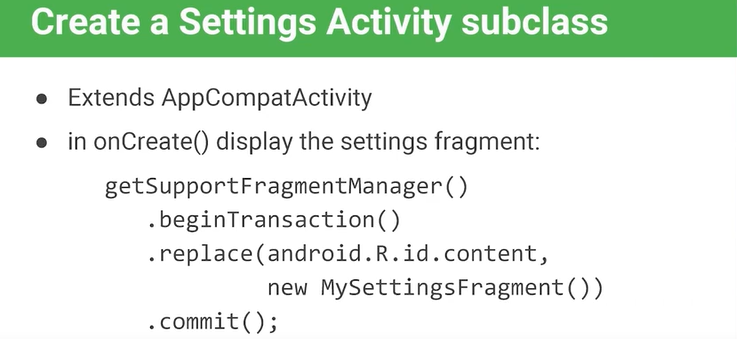 Create a Settings Activity subclass
● Extends AppCompatActivity
● in onCreate() display the settings fragment:
getSupportFragmentManager()
.beginTransaction()
.replace(android.R.id.content,
new MySettingsFragment())
.commit();